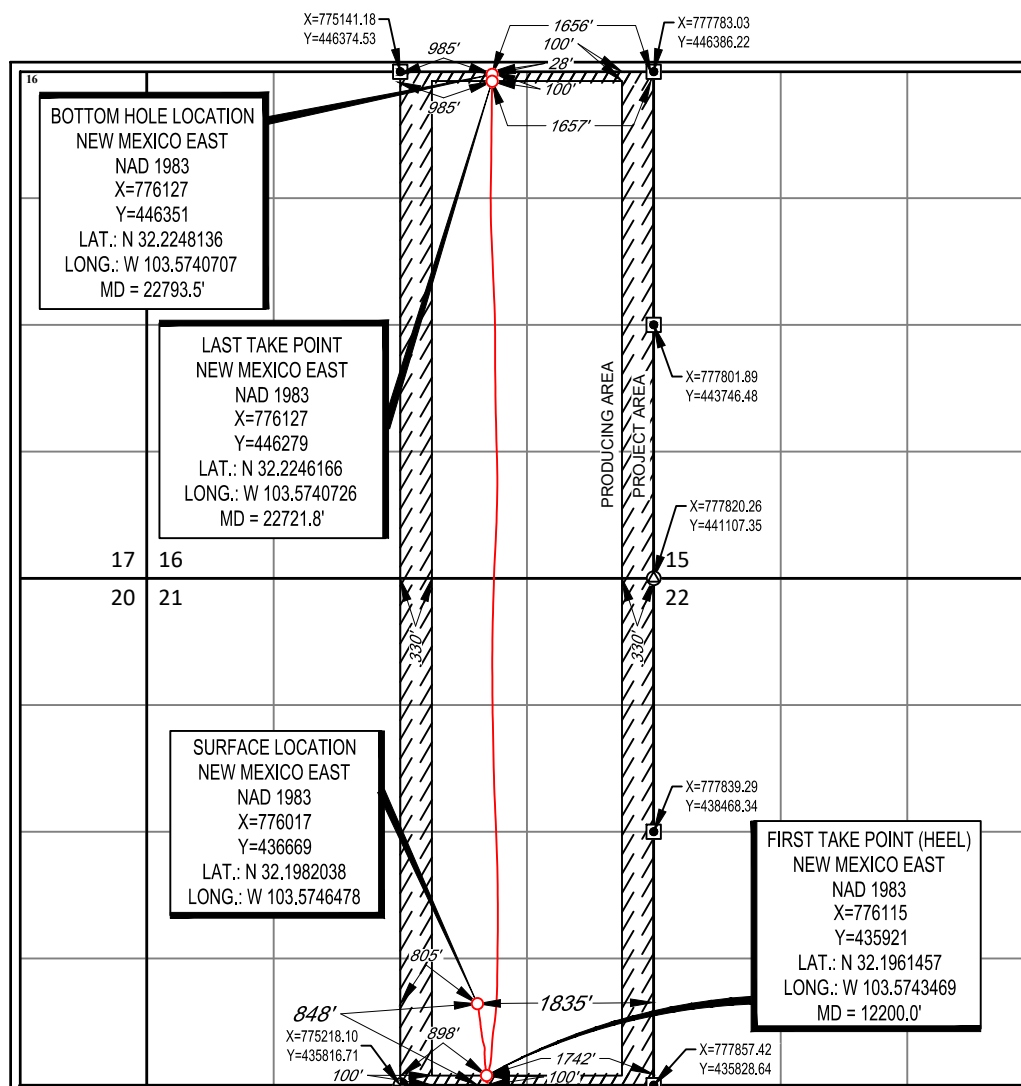 X=775141.18
Y=446374.53
1656'
X=777783.03
Y=446386.22
985'
100'
28'
16
985'
100'
1657'
BOTTOM HOLE LOCATION
NEW MEXICO EAST
NAD 1983
X=776127
Y=446351
LAT.: N 32.2248136
LONG.: W 103.5740707
MD = 22793.5'
LAST TAKE POINT
NEW MEXICO EAST
NAD 1983
X=776127
Y=446279
LAT.: N 32.2246166
LONG.: W 103.5740726
MD = 22721.8'
PRODUCING AREA
PROJECT AREA
X=777801.89
Y=443746.48
X=777820.26
Y=441107.35
17 16
15
20 21
22
330'
330'
SURFACE LOCATION
NEW MEXICO EAST
NAD 1983
X=776017
Y=436669
LAT.: N 32.1982038
LONG.: W 103.5746478
X=777839.29
Y=438468.34
FIRST TAKE POINT (HEEL)
NEW MEXICO EAST
NAD 1983
X=776115
Y=435921
LAT.: N 32.1961457
LONG.: W 103.5743469
MD = 12200.0'
805'
848'
1835'
X=775218.10
Y=435816.71
898'
1742'
X=777857.42
Y=435828.64
100'
100'